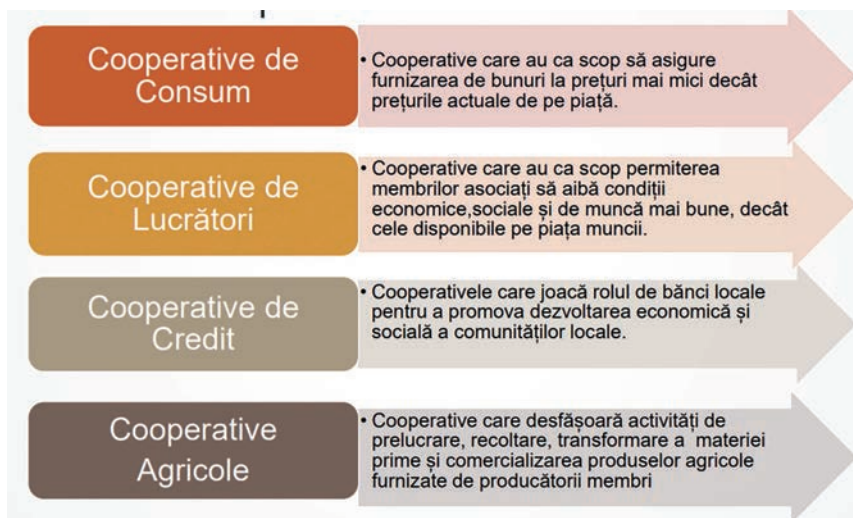 Cooperative de
Consum
• Cooperative care au ca scop să asigure
furnizarea de bunuri la prețuri mai mici decât
prețurile actuale de pe piață.
Cooperative de
Lucrători
• Cooperative care au ca scop permiterea
membrilor asociați să aibă condiții
economice,sociale și de muncă mai bune, decât
cele disponibile pe piața muncii.
Cooperative de
Credit
• Cooperativele care joacă rolul de bănci locale
pentru a promova dezvoltarea economică și
socială a comunităților locale.
Cooperative
Agricole
• Cooperative care desfășoară activități de
prelucrare, recoltare, transformare a materiei
prime și comercializarea produselor agricole
furnizate de producătorii membri